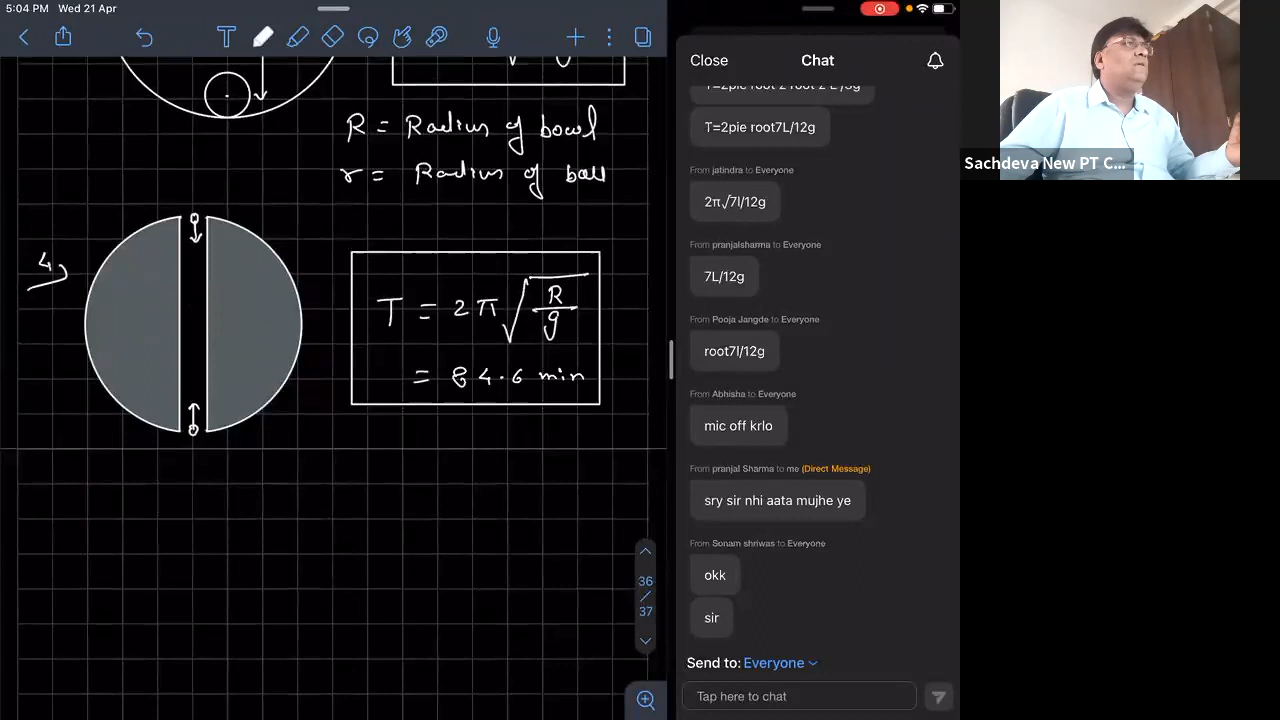 5:04 PM Wed 21 Apr
T
R = Radius of bowl
r = Radius of ball
4)
T = 2π √R/g
= 84.6 min
36
/
37
Close
Chat
T=2pie root7L/12g
From jatindra to Everyone
2π√7l/12g
From pranjalsharma to Everyone
7L/12g
From Pooja Jangde to Everyone
root7l/12g
From Abhisha to Everyone
mic off krlo
From pranjal Sharma to me (Direct Message)
sry sir nhi aata mujhe ye
From Sonam shriwas to Everyone
okk
sir
Send to: Everyone
Tap here to chat
Sachdeva New PT C...